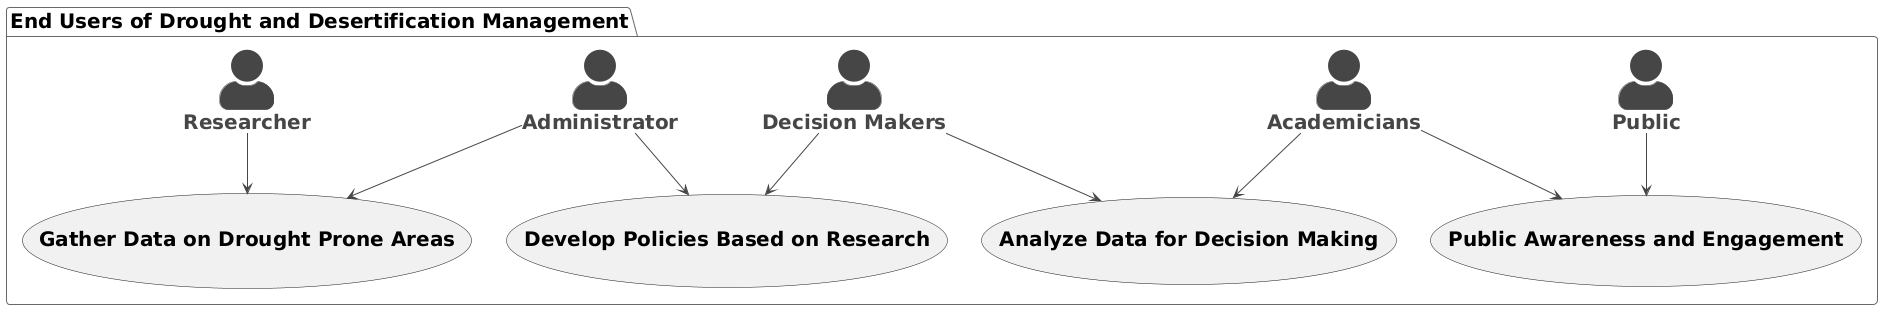 End Users of Drought and Desertification Management
Researcher
Administrator
Decision Makers
Academicians
Public
Gather Data on Drought Prone Areas
Develop Policies Based on Research
Analyze Data for Decision Making
Public Awareness and Engagement